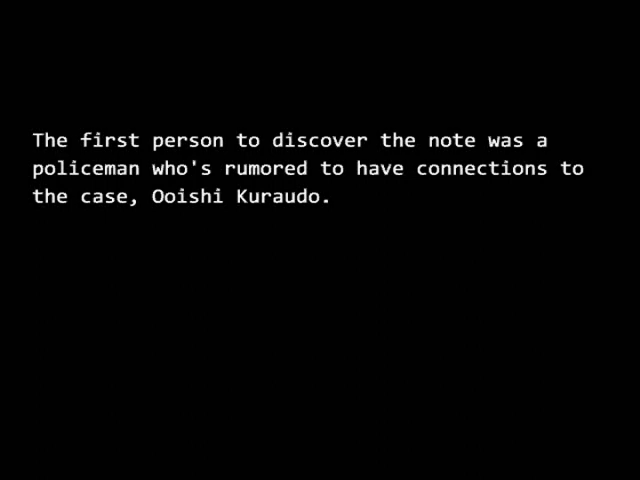 The first person to discover the note was a
policeman who's rumored to have connections to
the case, Ooishi Kuraudo.